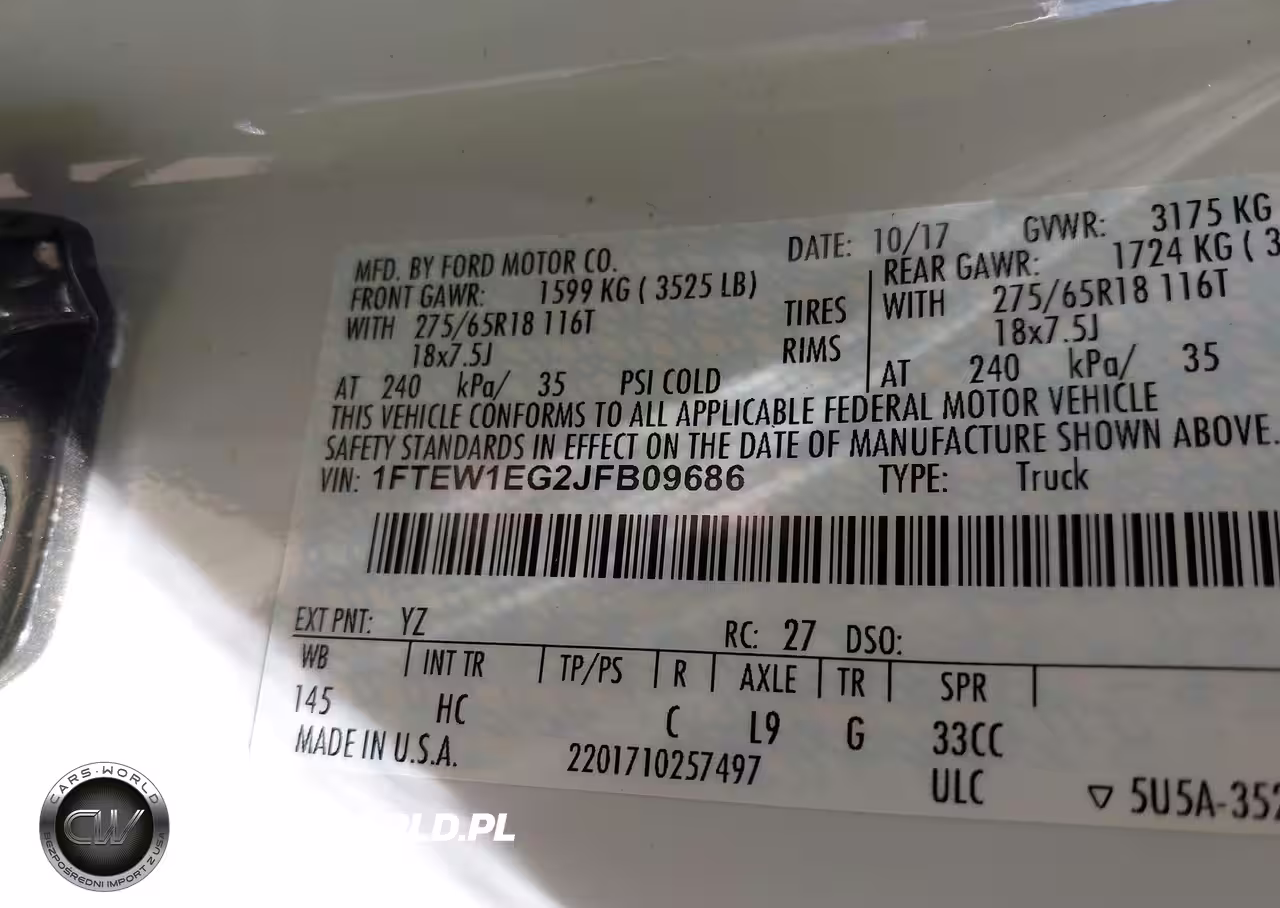 MFD. BY FORD MOTOR CO. DATE: 10/17 GVWR: 3175 KG
FRONT GAWR: 1599 KG ( 3525 LB) REAR GAWR: 1724 KG ( 3
WITH 275/65R18 116T TIRES WITH 275/65R18 116T
18x7.5J RIMS 18x7.5J
AT 240 kPa/ 35 PSI COLD AT 240 kPa/ 35
THIS VEHICLE CONFORMS TO ALL APPLICABLE FEDERAL MOTOR VEHICLE
SAFETY STANDARDS IN EFFECT ON THE DATE OF MANUFACTURE SHOWN ABOVE.
VIN: 1FTEW1EG2JFB09686 TYPE: Truck
EXT PNT: YZ RC: 27 DSO:
WB INT TR TP/PS R AXLE TR SPR
145 HC C L9 G 33CC
MADE IN U.S.A. 2201710257497 ULC ▽ 5U5A-352
CARS-WORLD
CW
BEZPOŚREDNI IMPORT Z USA
LD.PL